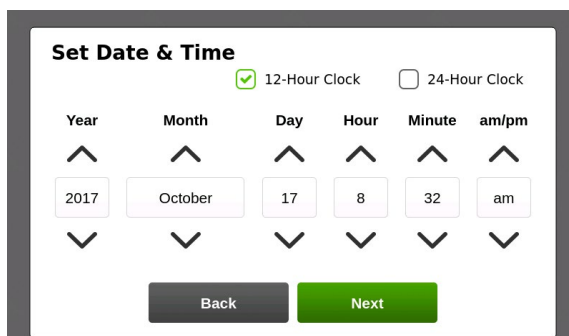 Set Date & Time
12-Hour Clock 24-Hour Clock
Year Month Day Hour Minute am/pm
2017 October 17 8 32 am
Back Next